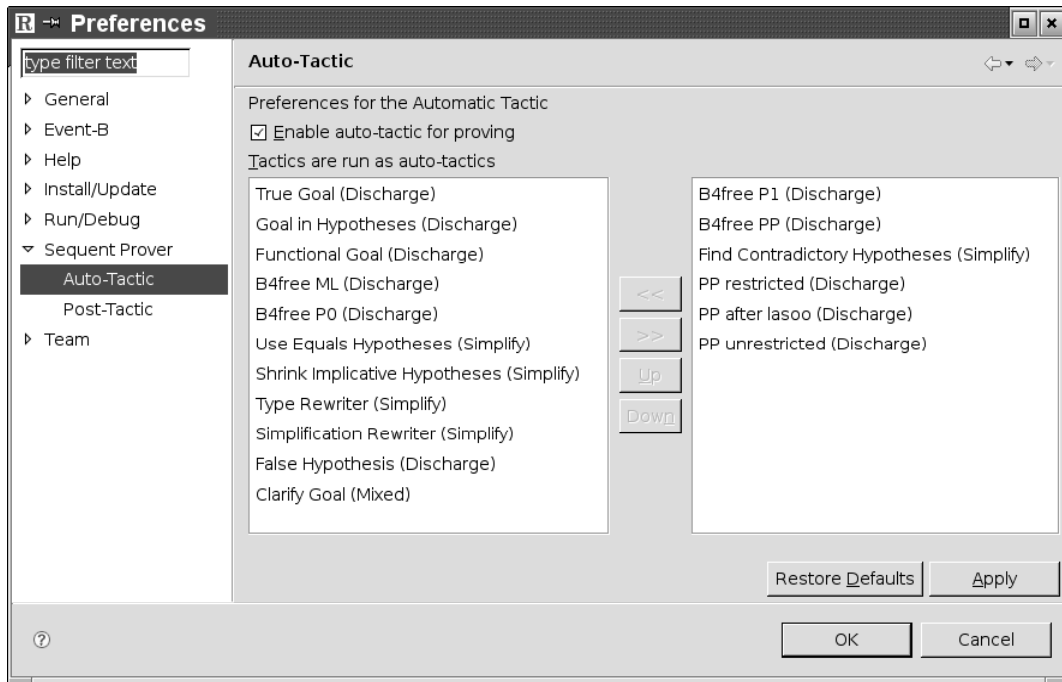 R Preferences
type filter text
General
Event-B
Help
Install/Update
Run/Debug
Sequent Prover
Auto-Tactic
Post-Tactic
Team
Auto-Tactic
Preferences for the Automatic Tactic
Enable auto-tactic for proving
Tactics are run as auto-tactics
True Goal (Discharge)
Goal in Hypotheses (Discharge)
Functional Goal (Discharge)
B4free ML (Discharge)
B4free P0 (Discharge)
Use Equals Hypotheses (Simplify)
Shrink Implicative Hypotheses (Simplify)
Type Rewriter (Simplify)
Simplification Rewriter (Simplify)
False Hypothesis (Discharge)
Clarify Goal (Mixed)
<<
>>
Up
Down
B4free P1 (Discharge)
B4free PP (Discharge)
Find Contradictory Hypotheses (Simplify)
PP restricted (Discharge)
PP after lasoo (Discharge)
PP unrestricted (Discharge)
Restore Defaults
Apply
?
OK
Cancel